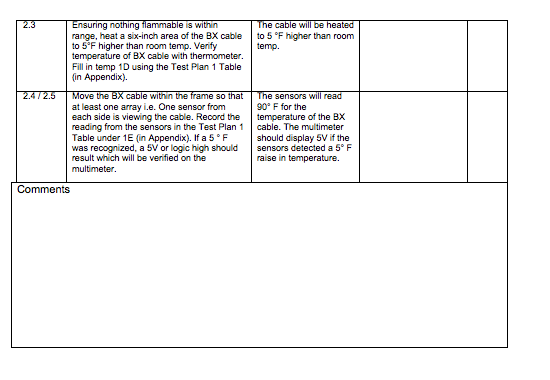 2.3
Ensuring nothing flammable is within
range, heat a six-inch area of the BX cable
to 5°F higher than room temp. Verify
temperature of BX cable with thermometer.
Fill in temp 1D using the Test Plan 1 Table
(in Appendix).
The cable will be heated
to 5 °F higher than room
temp.
2.4 / 2.5
Move the BX cable within the frame so that
at least one array i.e. One sensor from
each side is viewing the cable. Record the
reading from the sensors in the Test Plan 1
Table under 1E (in Appendix). If a 5 ° F
was recognized, a 5V or logic high should
result which will be verified on the
multimeter.
The sensors will read
90° F for the
temperature of the BX
cable. The multimeter
should display 5V if the
sensors detected a 5° F
raise in temperature.
Comments